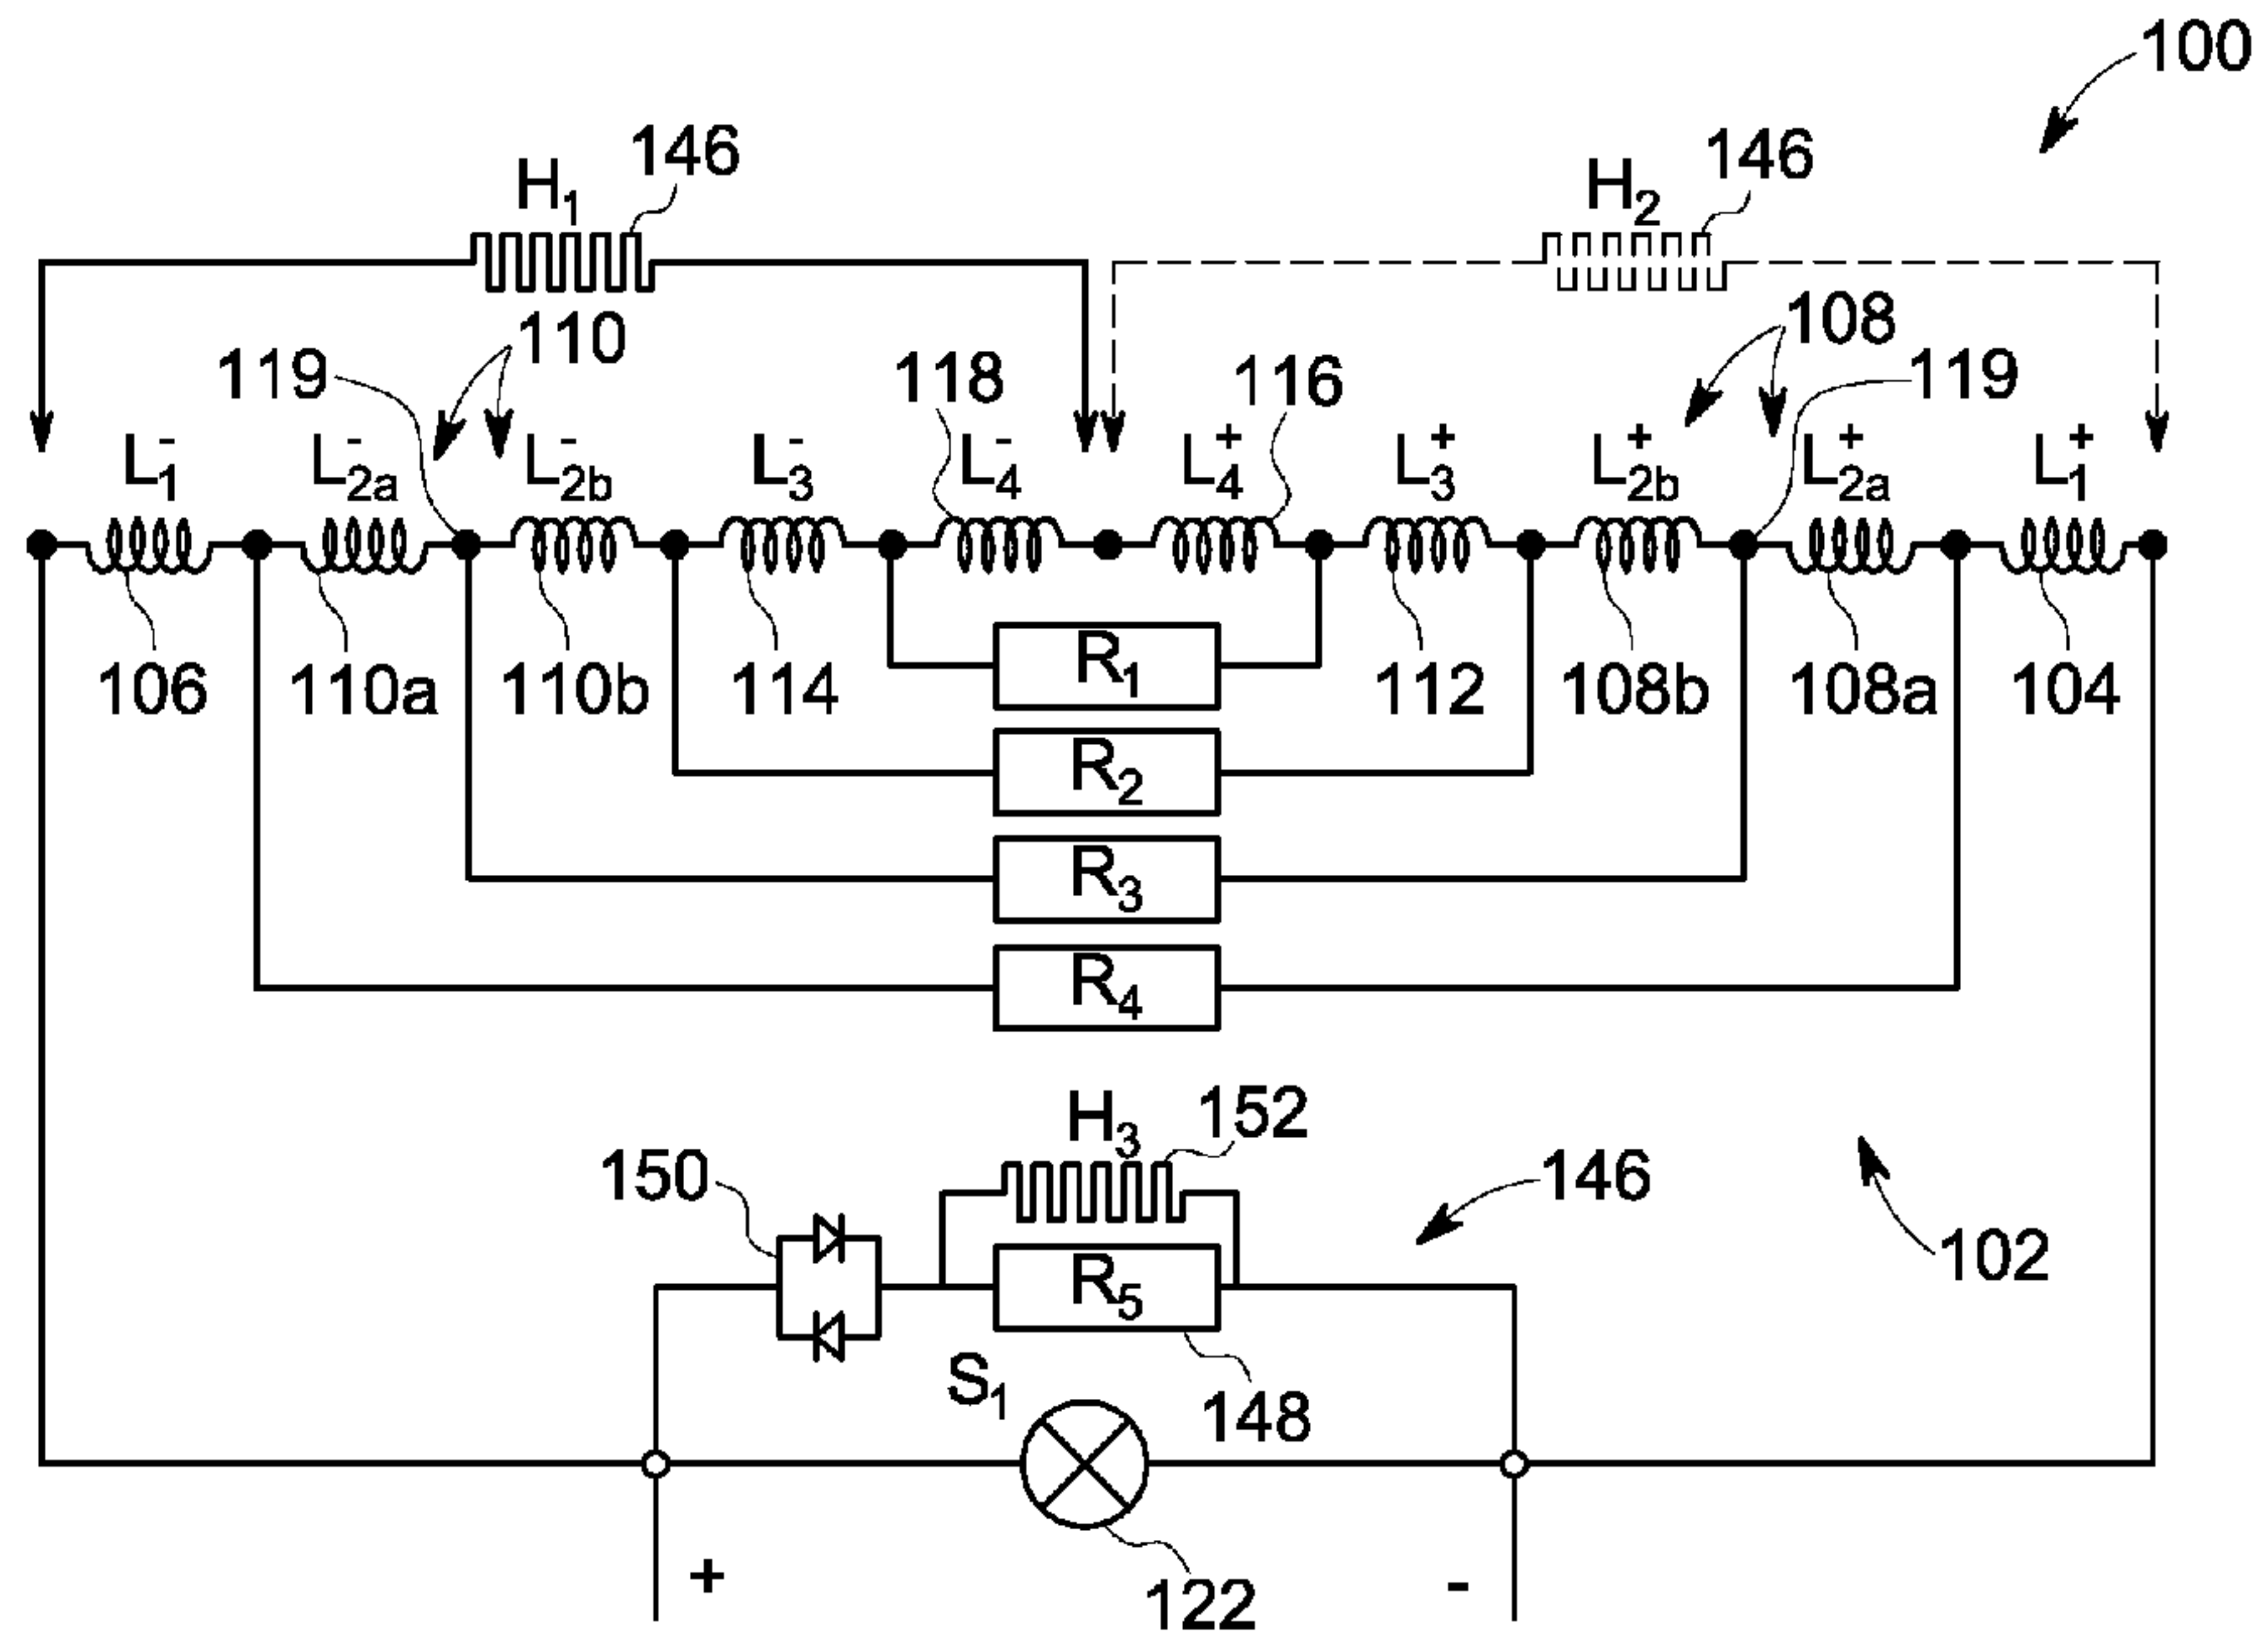 100
146 146
H₁ H₂
110 108
119 118 116 119
L₁⁻ L₂ₐ⁻ L₂b⁻ L₃⁻ L₄⁻ L₄⁺ L₃⁺ L₂b⁺ L₂ₐ⁺ L₁⁺
R₁
106 110a 110b 114 112 108b 108a 104
R₂
R₃
R₄
H₃ 152
150 146
102
R₅
S₁
148
+ -
122